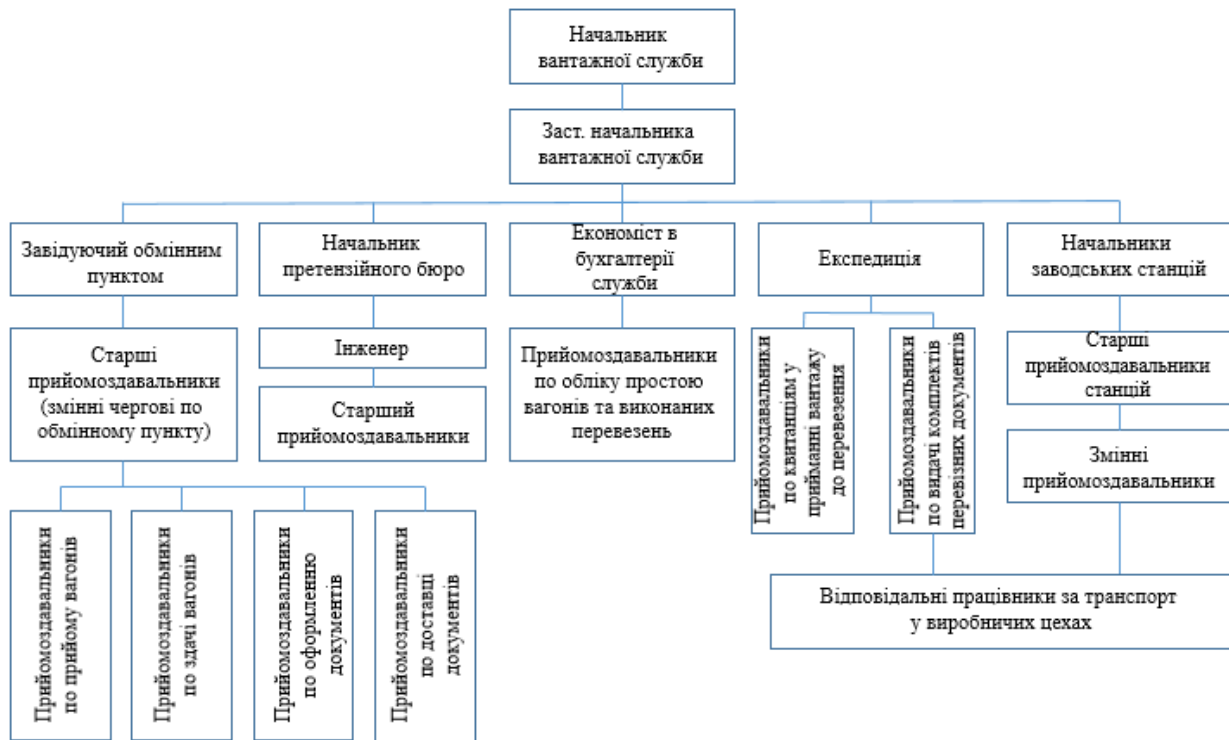 Начальник
вантажної служби
Заст. начальника
вантажної служби
Завідуючий обмінним
пунктом
Начальник
претензійного бюро
Економіст в
бухгалтерії
служби
Експедиція
Начальники
заводських станцій
Старші
прийомоздавальники
(змінні чергові по
обмінному пункту)
Інженер
Старший
прийомоздавальники
Прийомоздавальники
по обліку простою
вагонів та виконаних
перевезень
Прийомоздавальники
по квитанціям у
прийманні вантажу
до перевезення
Прийомоздавальники
по видачі комплектів
перевізних документів
Старші
прийомоздавальники
станцій
Змінні
прийомоздавальники
Прийомоздавальники
по прийому вагонів
Прийомоздавальники
по здачі вагонів
Прийомоздавальники
по оформленню
документів
Прийомоздавальники
по доставці
документів
Відповідальні працівники за транспорт
у виробничих цехах